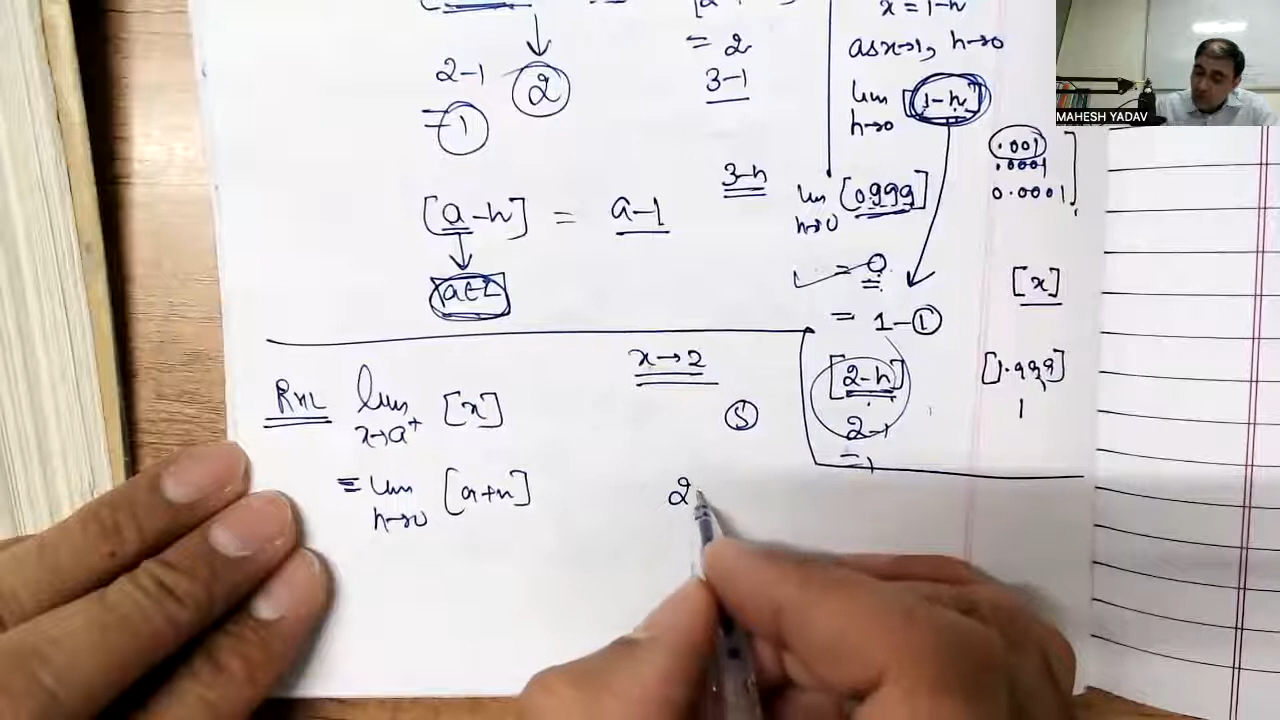 2-1
= 1
2
= 2
3-1
x = 1-h
as x→1, h→0
lim [1-h]
h→0
MAHESH YADAV
.001
.0001
0.0001
3-h
lim [0.999]
h→0
= 0
= 1-1
[a-h] = a-1
a∈Z
[x]
[2-h]
2-1
= 1
[1.999]
1
x→2
RHL lim [x]
x→a+
5
= lim [a+h]
h→0
2